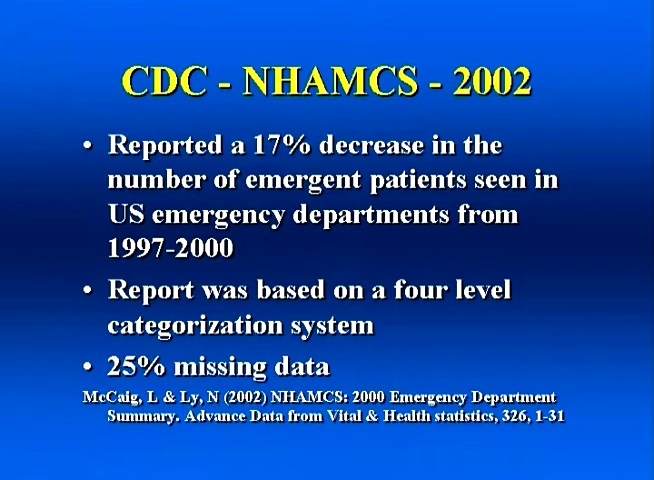 CDC - NHAMCS - 2002
• Reported a 17% decrease in the
number of emergent patients seen in
US emergency departments from
1997-2000
• Report was based on a four level
categorization system
• 25% missing data
McCaig, L & Ly, N (2002) NHAMCS: 2000 Emergency Department
Summary. Advance Data from Vital & Health statistics, 326, 1-31